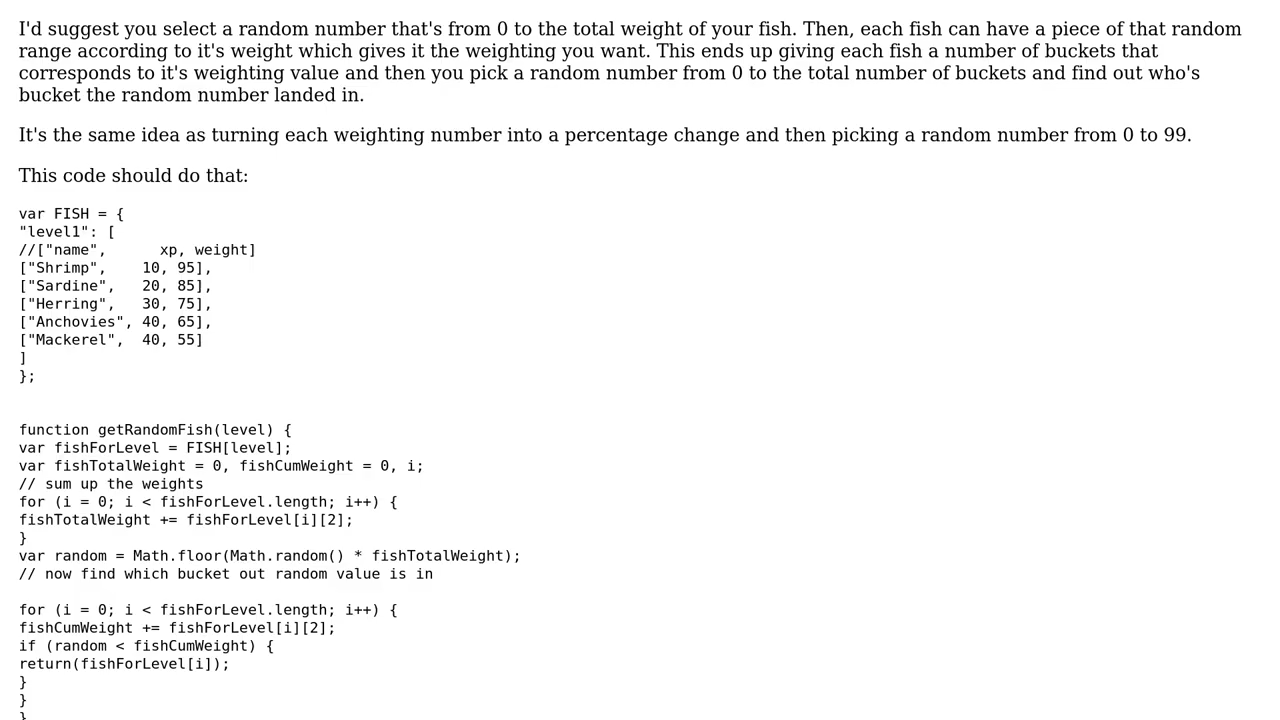 I'd suggest you select a random number that's from 0 to the total weight of your fish. Then, each fish can have a piece of that random
range according to it's weight which gives it the weighting you want. This ends up giving each fish a number of buckets that
corresponds to it's weighting value and then you pick a random number from 0 to the total number of buckets and find out who's
bucket the random number landed in.
It's the same idea as turning each weighting number into a percentage change and then picking a random number from 0 to 99.
This code should do that:
var FISH = {
"level1": [
//["name",      xp, weight]
["Shrimp",    10, 95],
["Sardine",   20, 85],
["Herring",   30, 75],
["Anchovies", 40, 65],
["Mackerel",  40, 55]
]
};
function getRandomFish(level) {
var fishForLevel = FISH[level];
var fishTotalWeight = 0, fishCumWeight = 0, i;
// sum up the weights
for (i = 0; i < fishForLevel.length; i++) {
fishTotalWeight += fishForLevel[i][2];
}
var random = Math.floor(Math.random() * fishTotalWeight);
// now find which bucket out random value is in
for (i = 0; i < fishForLevel.length; i++) {
fishCumWeight += fishForLevel[i][2];
if (random < fishCumWeight) {
return(fishForLevel[i]);
}
}
}